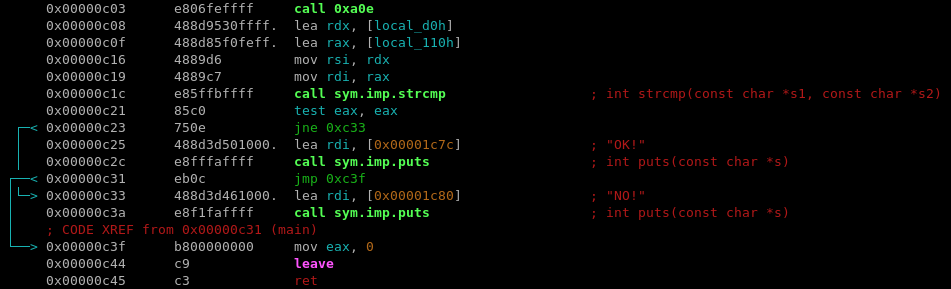 0x00000c03 e806feffff call 0xa0e
0x00000c08 488d9530ffff. lea rdx, [local_d0h]
0x00000c0f 488d85f0feff. lea rax, [local_110h]
0x00000c16 4889d6 mov rsi, rdx
0x00000c19 4889c7 mov rdi, rax
0x00000c1c e85ffbffff call sym.imp.strcmp ; int strcmp(const char *s1, const char *s2)
0x00000c21 85c0 test eax, eax
0x00000c23 750e jne 0xc33
0x00000c25 488d3d501000. lea rdi, [0x00001c7c] ; "OK!"
0x00000c2c e8fffaffff call sym.imp.puts ; int puts(const char *s)
0x00000c31 eb0c jmp 0xc3f
0x00000c33 488d3d461000. lea rdi, [0x00001c80] ; "NO!"
0x00000c3a e8f1faffff call sym.imp.puts ; int puts(const char *s)
; CODE XREF from 0x00000c31 (main)
0x00000c3f b800000000 mov eax, 0
0x00000c44 c9 leave
0x00000c45 c3 ret